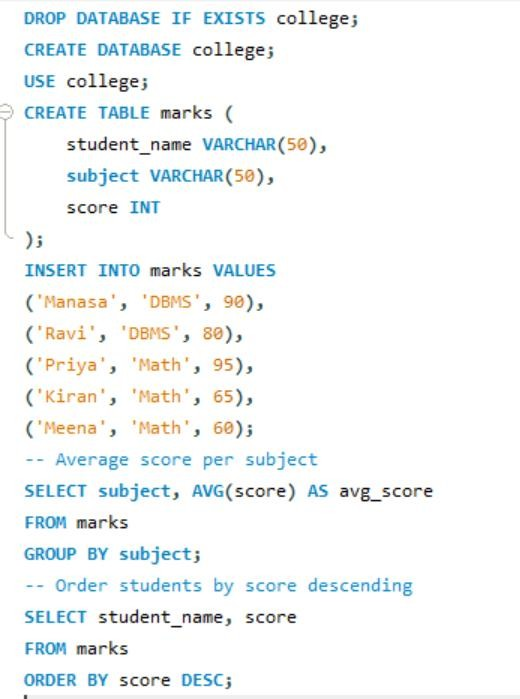 DROP DATABASE IF EXISTS college;
CREATE DATABASE college;
USE college;
CREATE TABLE marks (
    student_name VARCHAR(50),
    subject VARCHAR(50),
    score INT
);
INSERT INTO marks VALUES
('Manasa', 'DBMS', 90),
('Ravi', 'DBMS', 80),
('Priya', 'Math', 95),
('Kiran', 'Math', 65),
('Meena', 'Math', 60);
-- Average score per subject
SELECT subject, AVG(score) AS avg_score
FROM marks
GROUP BY subject;
-- Order students by score descending
SELECT student_name, score
FROM marks
ORDER BY score DESC;